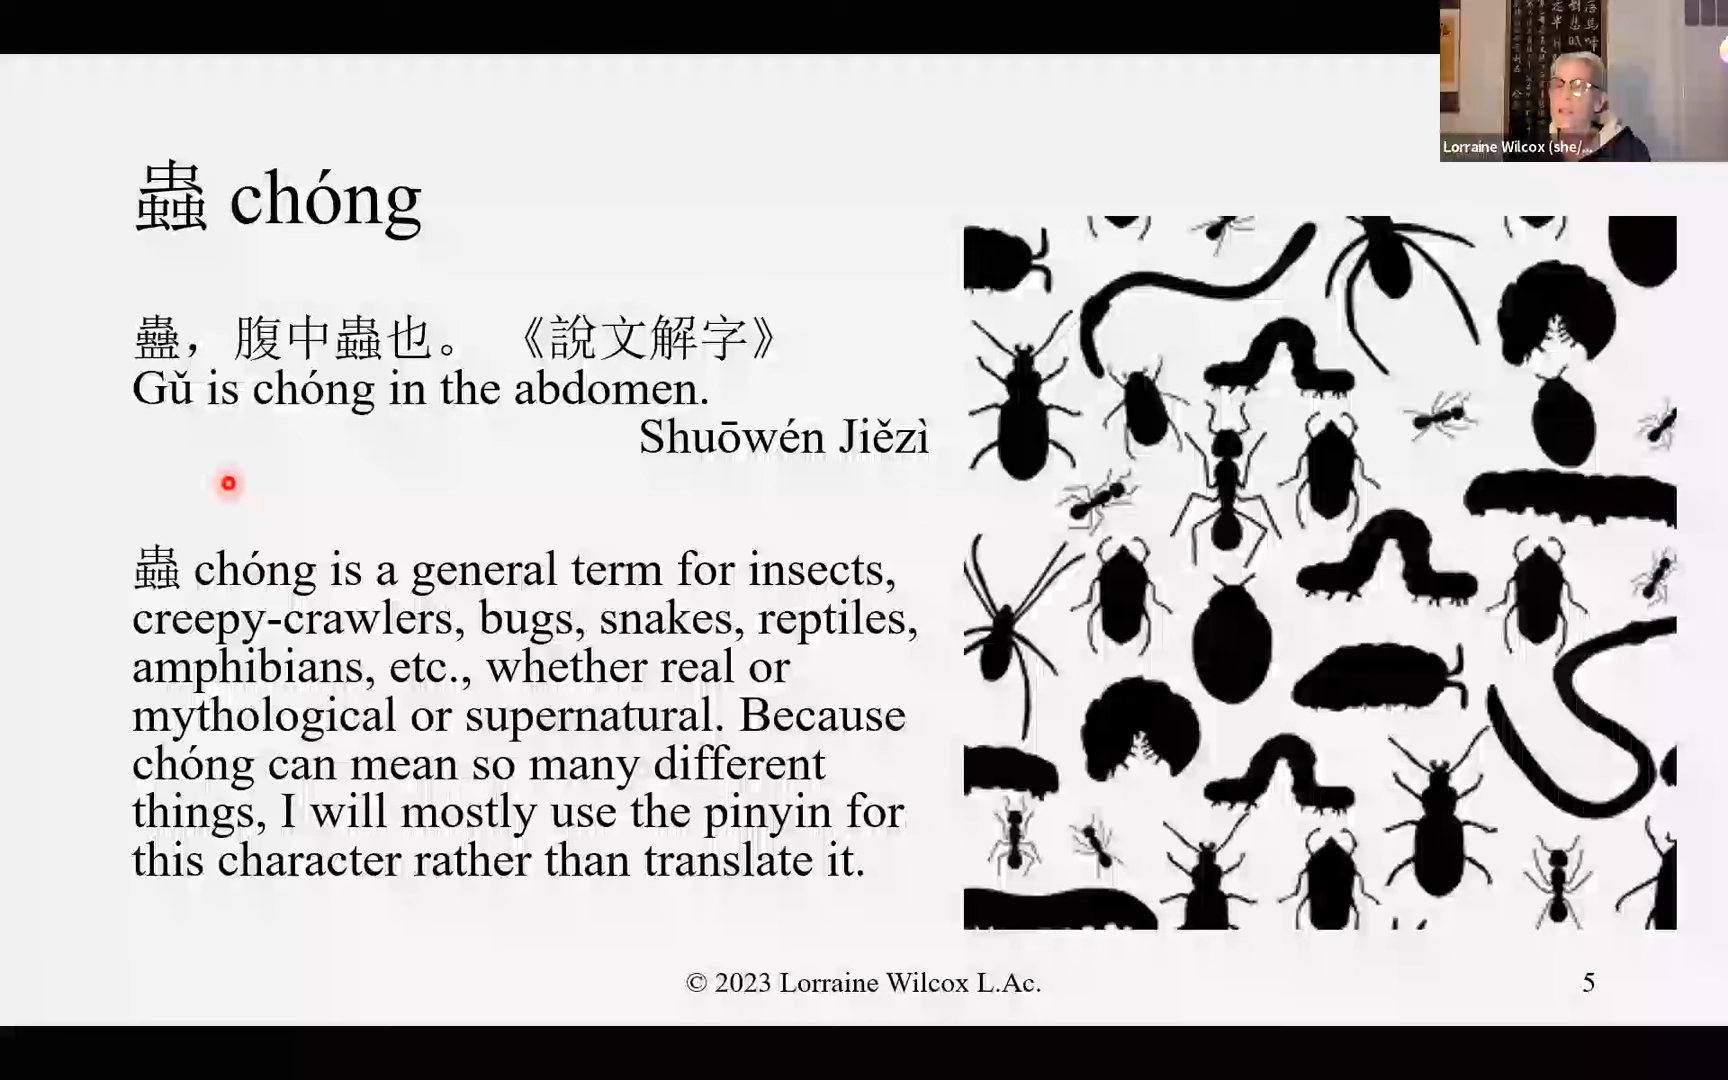 蟲 chóng
蠱，腹中蟲也。 《說文解字》
Gǔ is chóng in the abdomen.
Shuōwén Jiězì
蟲 chóng is a general term for insects,
creepy-crawlers, bugs, snakes, reptiles,
amphibians, etc., whether real or
mythological or supernatural. Because
chóng can mean so many different
things, I will mostly use the pinyin for
this character rather than translate it.
© 2023 Lorraine Wilcox L.Ac.
5
Lorraine Wilcox (she/...